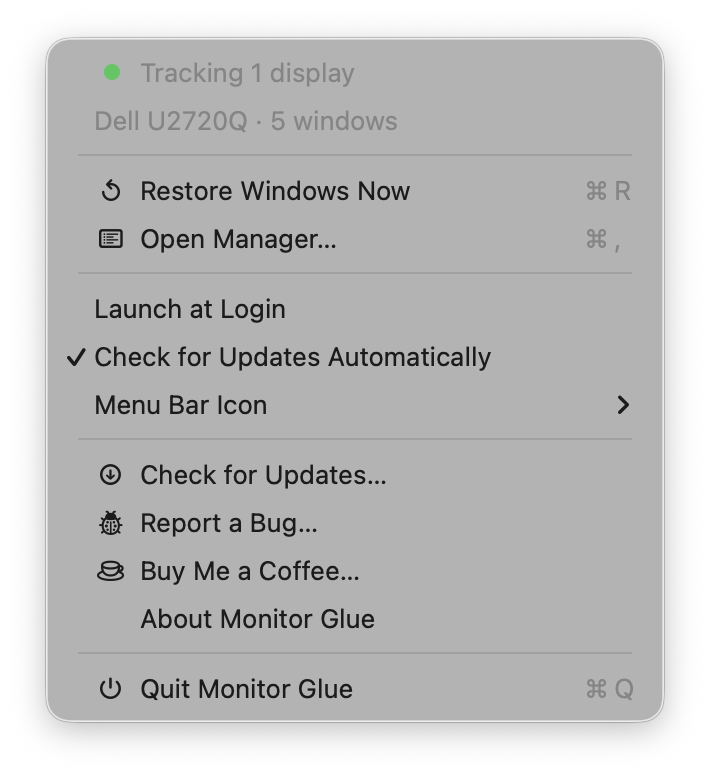 Tracking 1 display
Dell U2720Q · 5 windows
Restore Windows Now ⌘ R
Open Manager... ⌘ ,
Launch at Login
✓ Check for Updates Automatically
Menu Bar Icon
Check for Updates...
Report a Bug...
Buy Me a Coffee...
About Monitor Glue
Quit Monitor Glue ⌘ Q